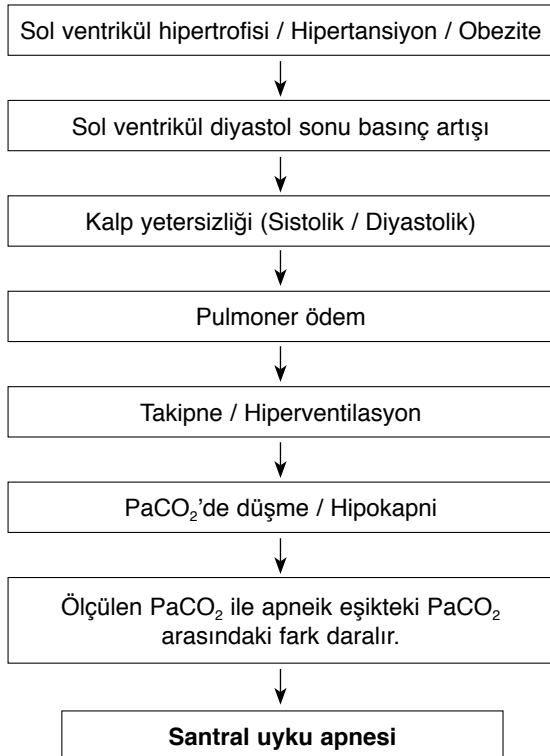 Sol ventrikül hipertrofisi / Hipertansiyon / Obezite
Sol ventrikül diyastol sonu basınç artışı
Kalp yetersizliği (Sistolik / Diyastolik)
Pulmoner ödem
Takipne / Hiperventilasyon
PaCO₂’de düşme / Hipokapni
Ölçülen PaCO₂ ile apneik eşikteki PaCO₂
arasındaki fark daralır.
Santral uyku apnesi